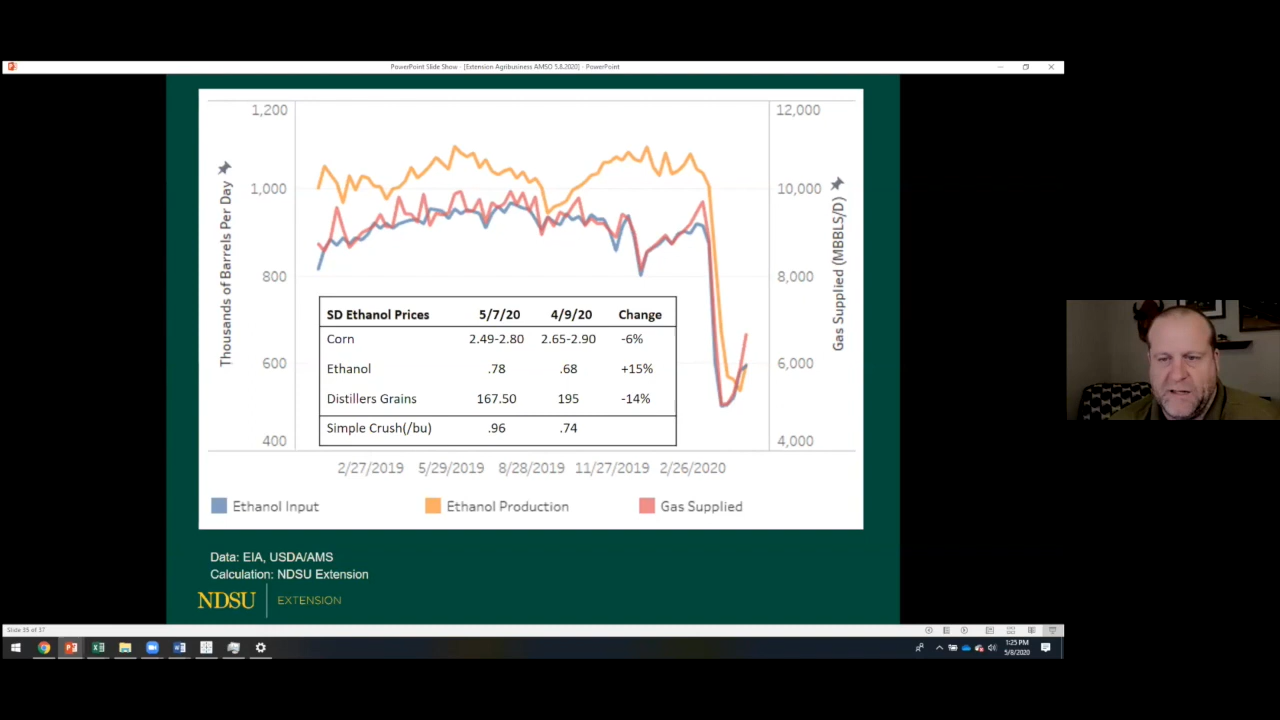 PowerPoint Slide Show - [Extension Agribusiness AMSO 5.8.2020] - PowerPoint
1,200 12,000
1,000 10,000
800 8,000
600 6,000
400 4,000
Thousands of Barrels Per Day
Gas Supplied (MBBLS/D)
SD Ethanol Prices 5/7/20 4/9/20 Change
Corn 2.49-2.80 2.65-2.90 -6%
Ethanol .78 .68 +15%
Distillers Grains 167.50 195 -14%
Simple Crush(/bu) .96 .74
2/27/2019 5/29/2019 8/28/2019 11/27/2019 2/26/2020
Ethanol Input Ethanol Production Gas Supplied
Data: EIA, USDA/AMS
Calculation: NDSU Extension
NDSU EXTENSION
1:25 PM
5/8/2020